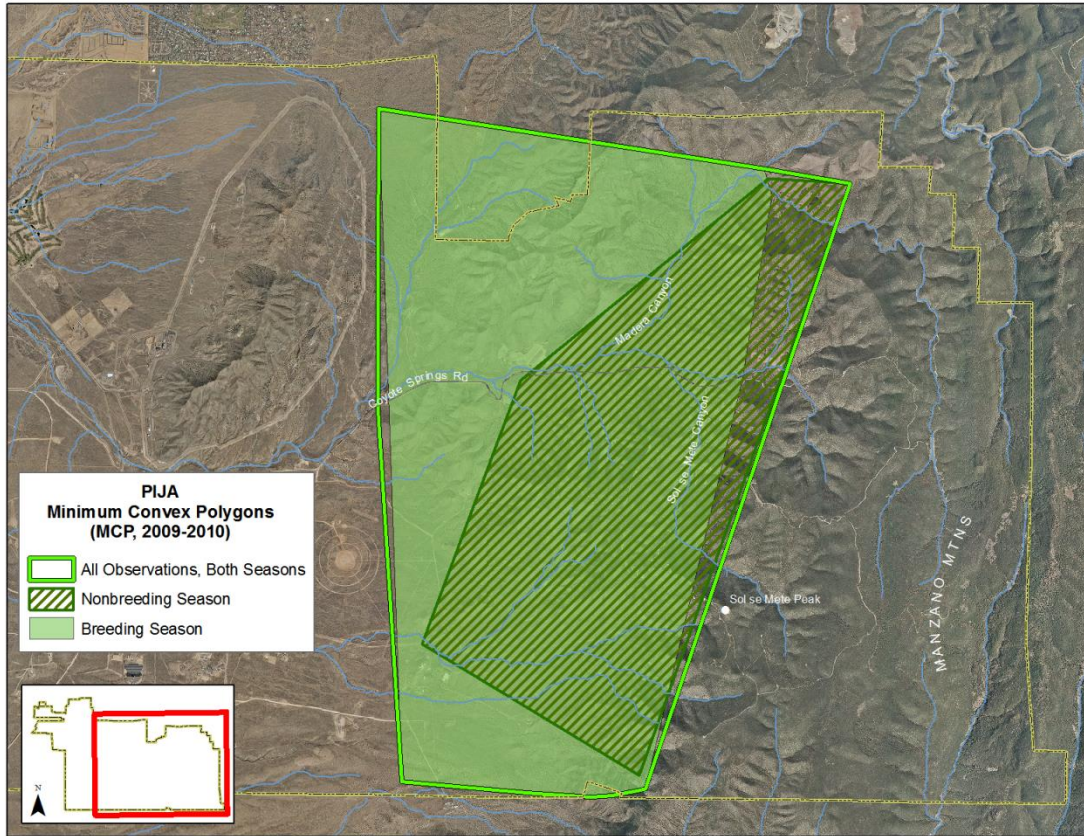 Madera Canyon
Coyote Springs Rd
Sol se Mete Canyon
PIJA
Minimum Convex Polygons
(MCP, 2009-2010)
All Observations, Both Seasons
Nonbreeding Season
Breeding Season
Sol se Mete Peak
MANZANO MTNS
N